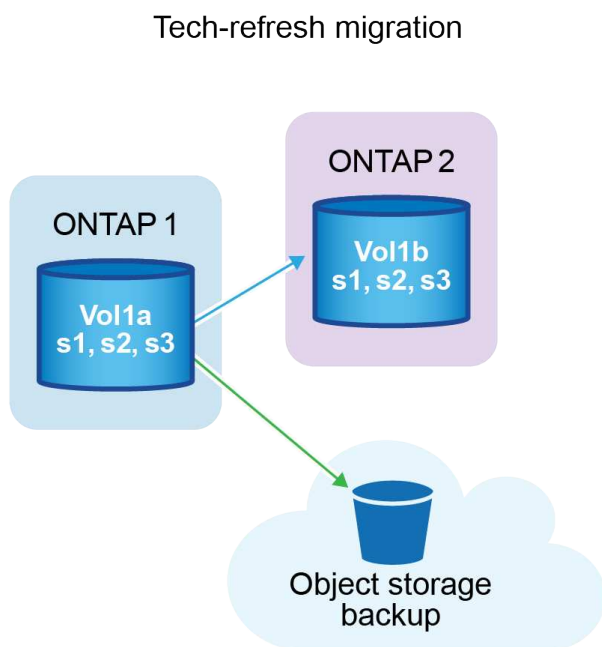 Tech-refresh migration
ONTAP 1
Vol1a
s1, s2, s3
ONTAP 2
Vol1b
s1, s2, s3
Object storage
backup